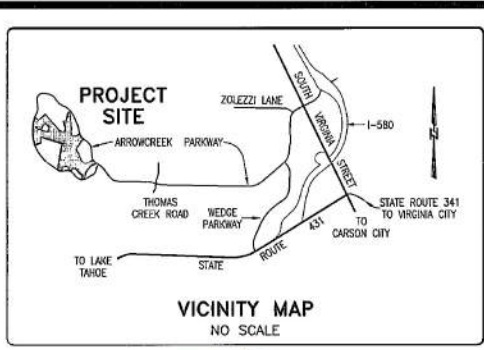 PROJECT
SITE
ZOLEZZI LANE
SOUTH VIRGINIA STREET
I-580
ARROWCREEK PARKWAY
N
THOMAS
CREEK ROAD
WEDGE
PARKWAY
STATE ROUTE 341
TO VIRGINIA CITY
TO
CARSON CITY
TO LAKE
TAHOE
STATE ROUTE 431
VICINITY MAP
NO SCALE